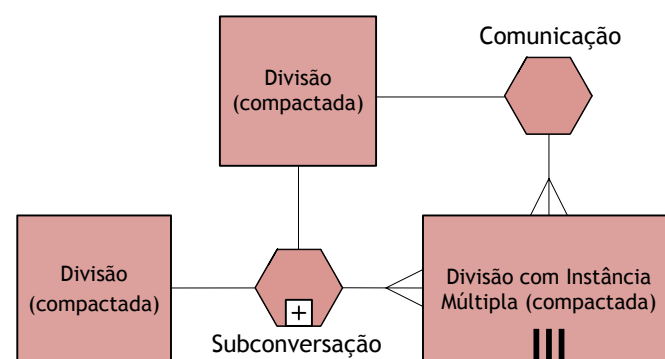 Comunicação
Divisão
(compactada)
Divisão
(compactada)
Divisão com Instância
Múltipla (compactada)
Subconversação